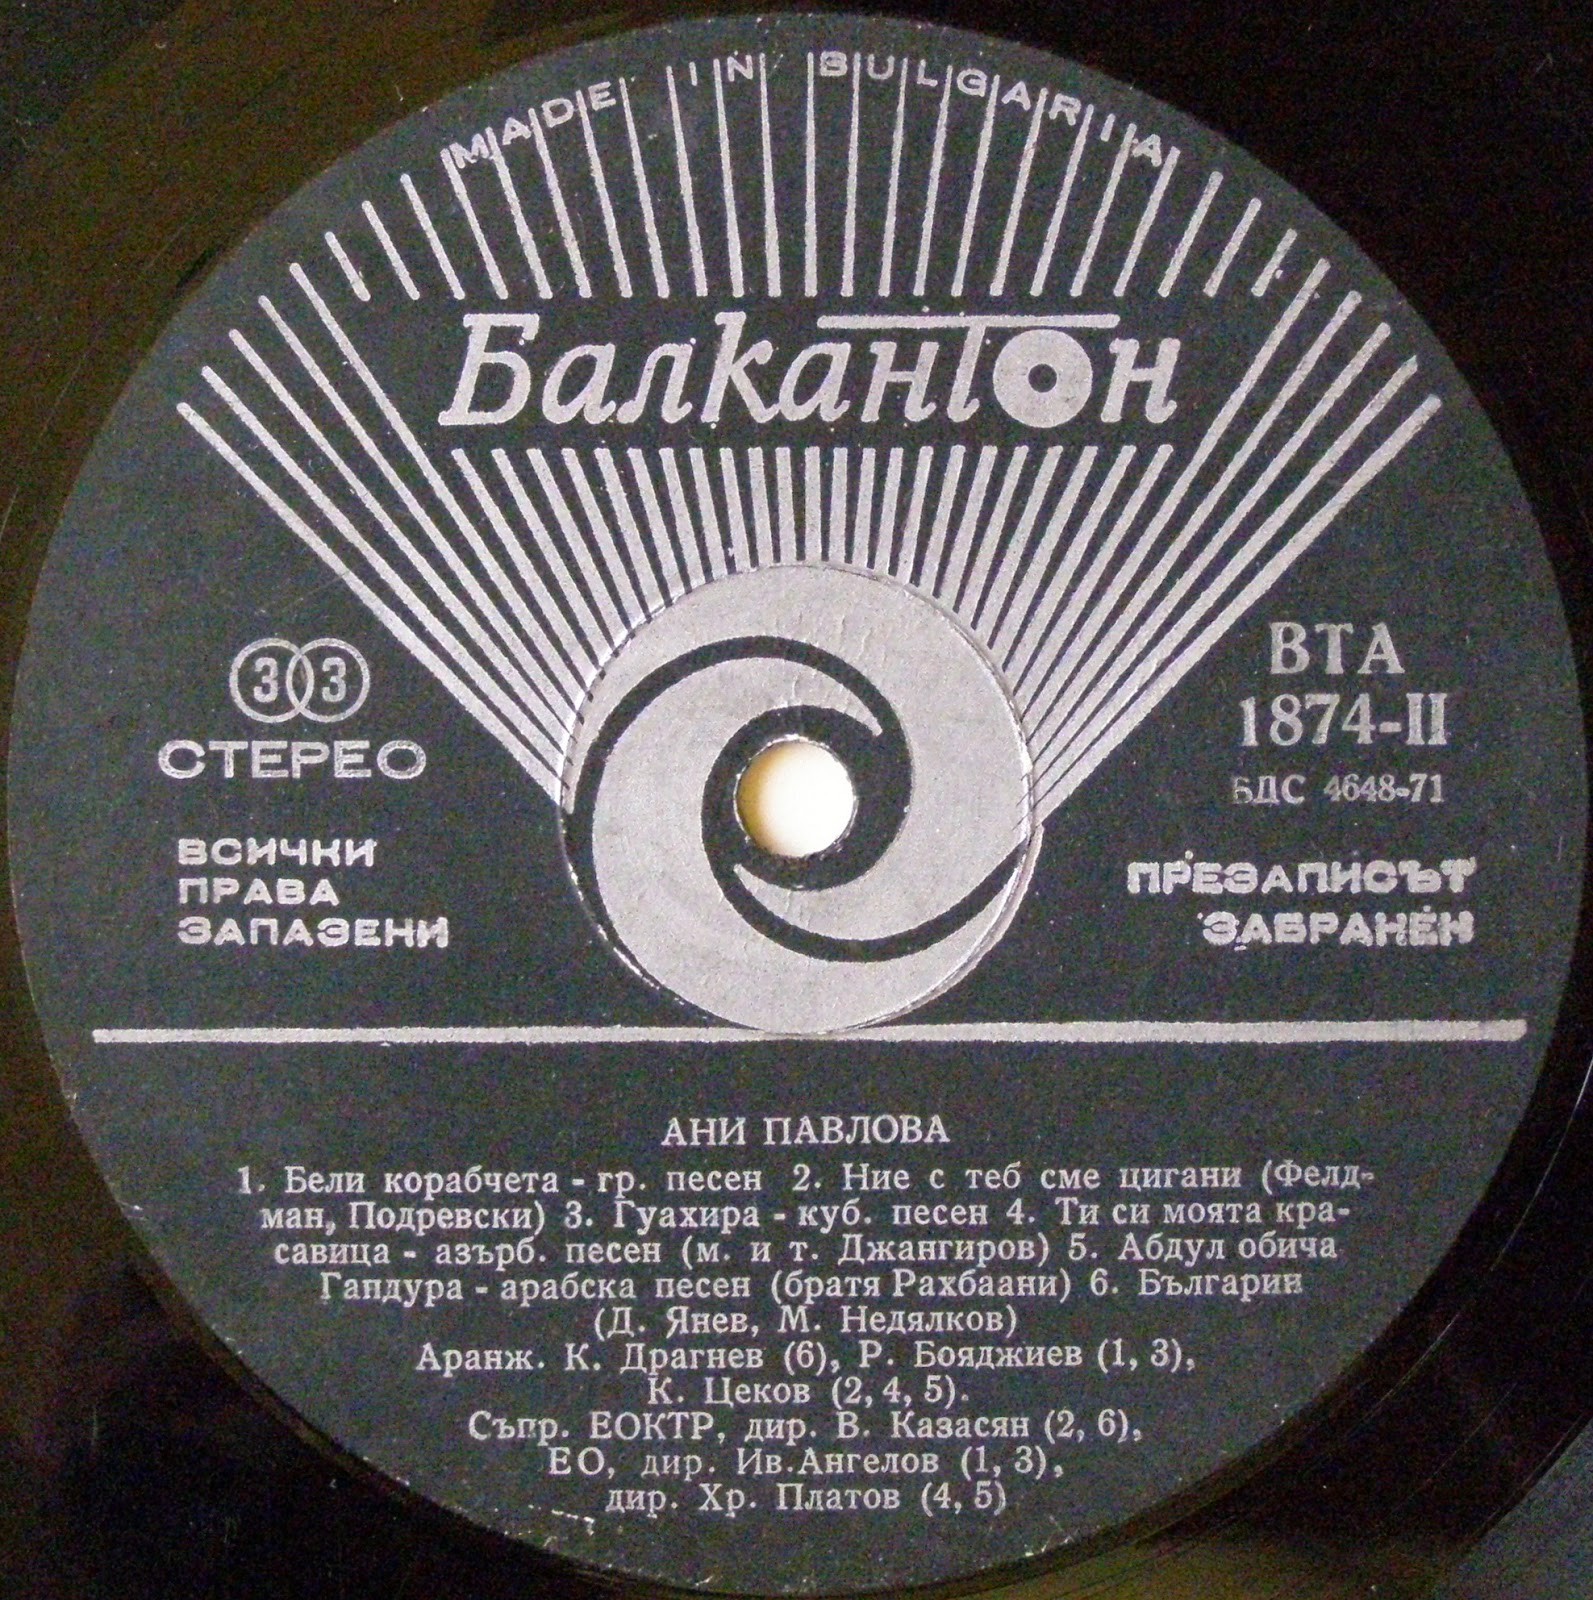 MADE IN BULGARIA
Балкантон
33
СТЕРЕО
ВСИЧКИ
ПРАВА
ЗАПАЗЕНИ
ВТА
1874-II
БДС 4648-71
ПРЕЗАПИСЪТ
ЗАБРАНЕН
АНИ ПАВЛОВА
1. Бели корабчета - гр. песен 2. Ние с теб сме цигани (Фелд-
ман, Подревски) 3. Гуахира - куб. песен 4. Ти си моята кра-
савица - азърб. песен (м. и т. Джангиров) 5. Абдул обича
Гандура - арабска песен (братя Рахбаани) 6. Българии
(Д. Янев, М. Недялков)
Аранж. К. Драгнев (6), Р. Бояджиев (1, 3),
К. Цеков (2, 4, 5).
Съпр. ЕОКТР, дир. В. Казасян (2, 6),
ЕО, дир. Ив.Ангелов (1, 3),
дир. Хр. Платов (4, 5)